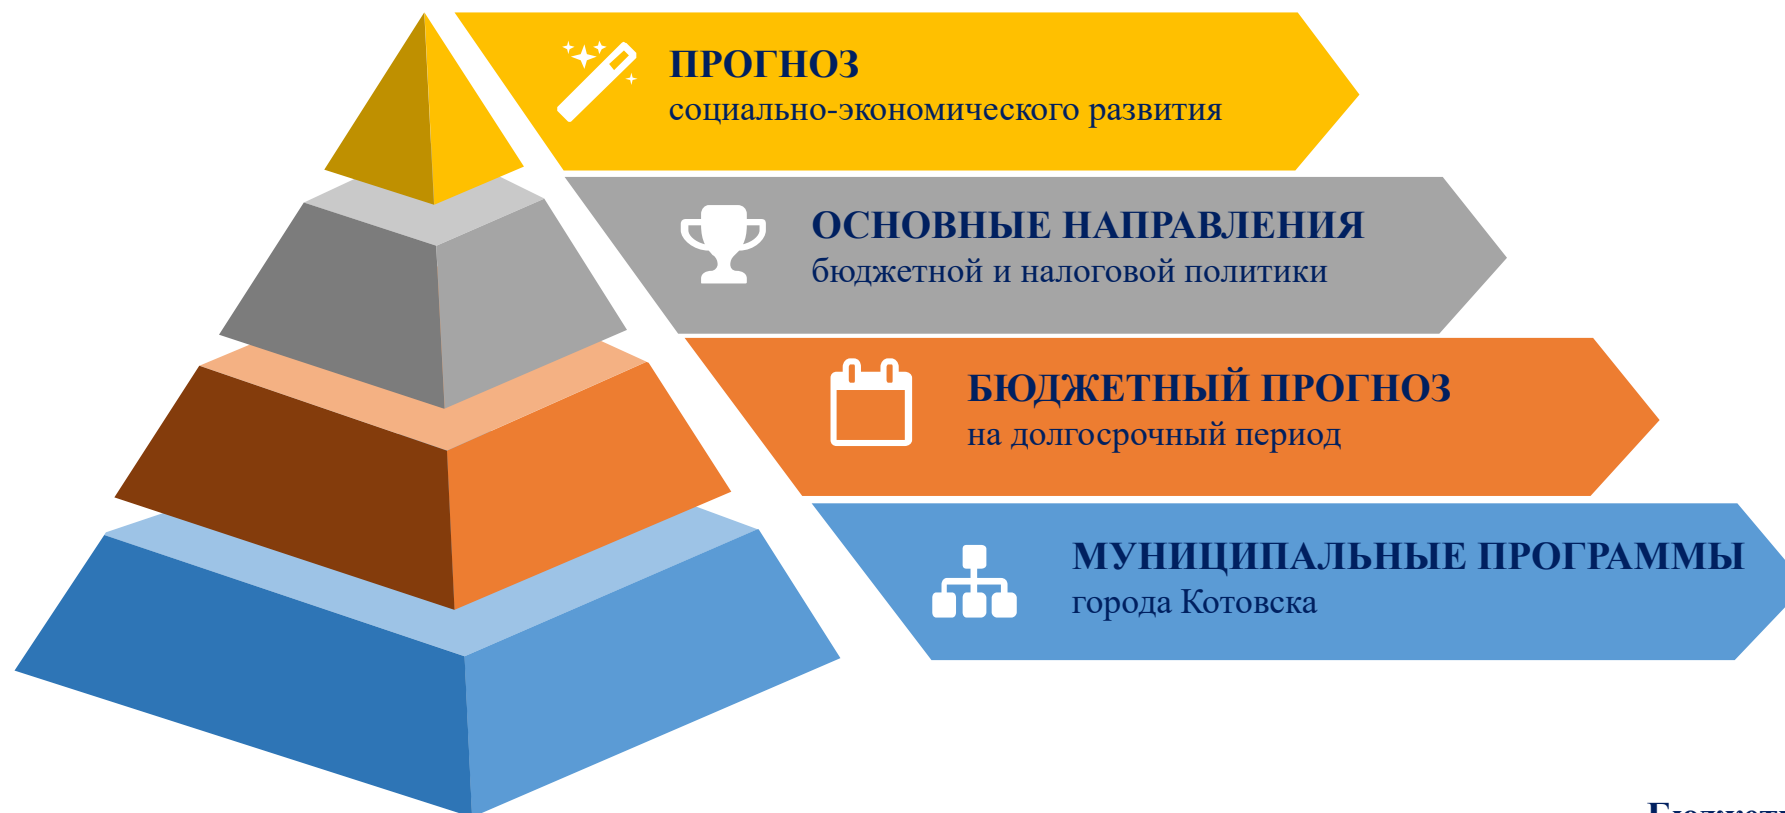 ПРОГНОЗ
социально-экономического развития
ОСНОВНЫЕ НАПРАВЛЕНИЯ
бюджетной и налоговой политики
БЮДЖЕТНЫЙ ПРОГНОЗ
на долгосрочный период
МУНИЦИПАЛЬНЫЕ ПРОГРАММЫ
города Котовска